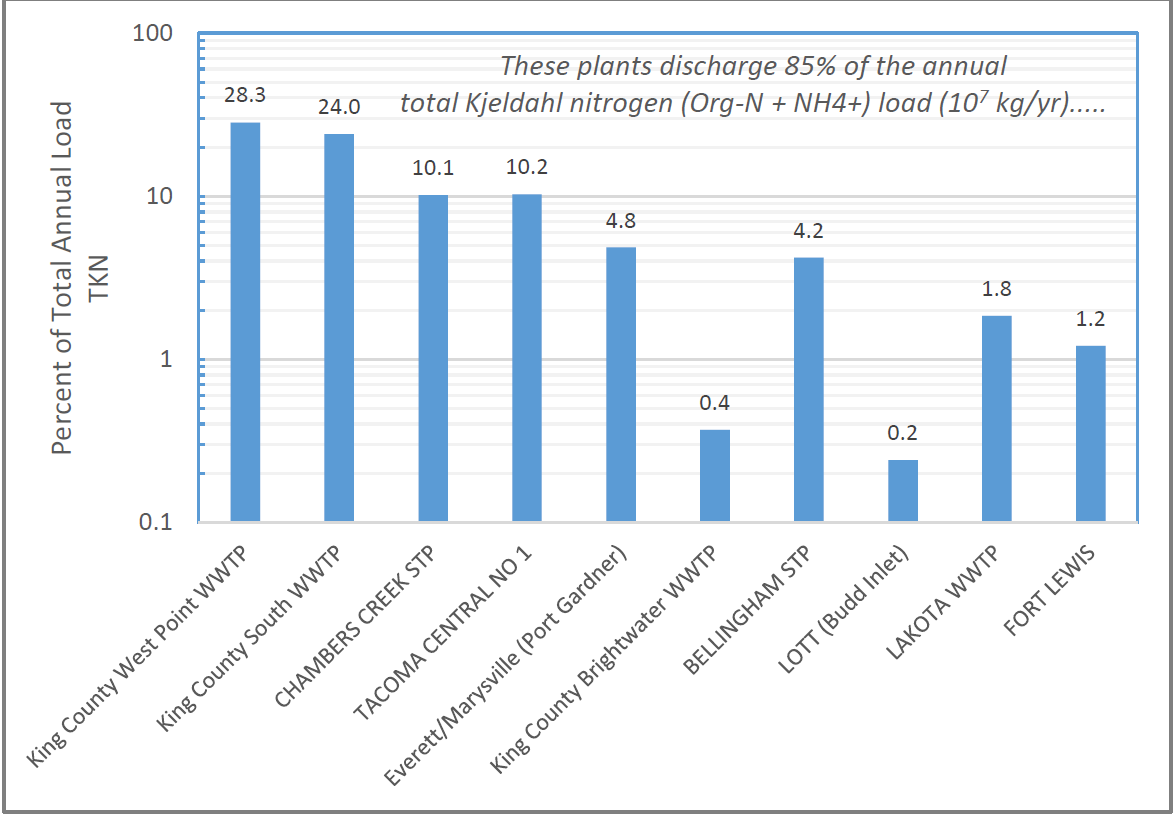 These plants discharge 85% of the annual
total Kjeldahl nitrogen (Org-N + NH4+) load (10⁷ kg/yr).....
Percent of Total Annual Load
TKN
100
10
1
0.1
28.3
24.0
10.1
10.2
4.8
0.4
4.2
0.2
1.8
1.2
King County West Point WWTP
King County South WWTP
CHAMBERS CREEK STP
TACOMA CENTRAL NO 1
Everett/Marysville (Port Gardner)
King County Brightwater WWTP
BELLINGHAM STP
LOTT (Budd Inlet)
LAKOTA WWTP
FORT LEWIS